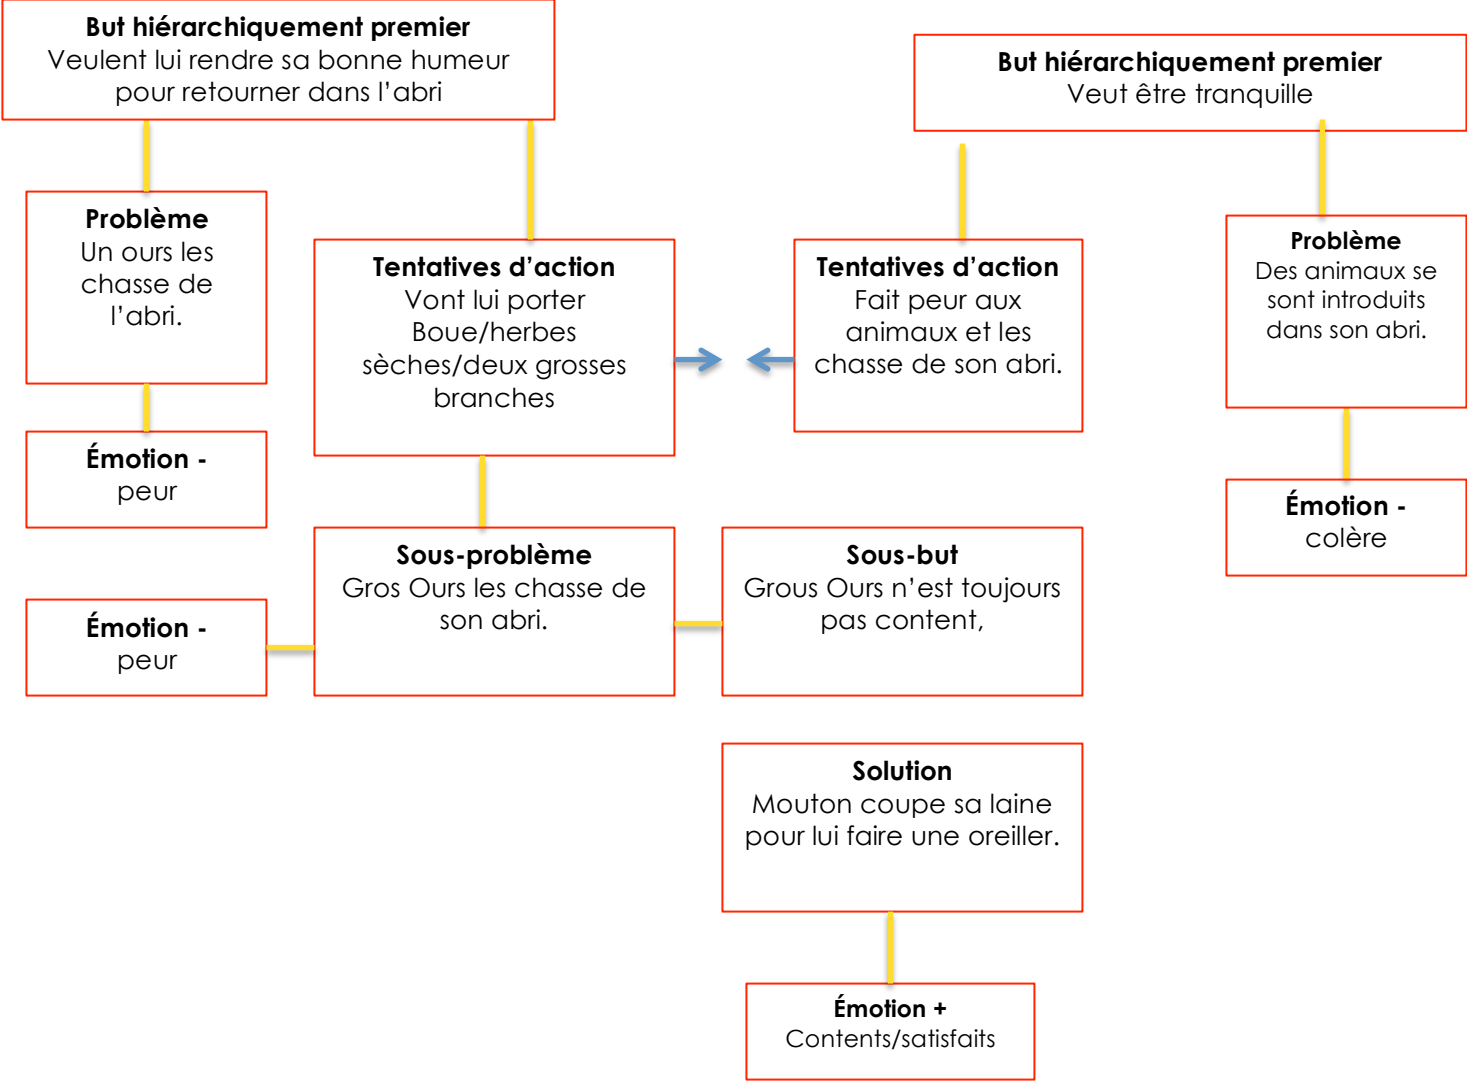 But hiérarchiquement premier
Veulent lui rendre sa bonne humeur
pour retourner dans l'abri
But hiérarchiquement premier
Veut être tranquille
Problème
Un ours les
chasse de
l'abri.
Tentatives d'action
Vont lui porter
Boue/herbes
sèches/deux grosses
branches
Tentatives d'action
Fait peur aux
animaux et les
chasse de son abri.
Problème
Des animaux se
sont introduits
dans son abri.
Émotion -
peur
Émotion -
colère
Sous-problème
Gros Ours les chasse de
son abri.
Sous-but
Grous Ours n'est toujours
pas content,
Émotion -
peur
Solution
Mouton coupe sa laine
pour lui faire une oreiller.
Émotion +
Contents/satisfaits